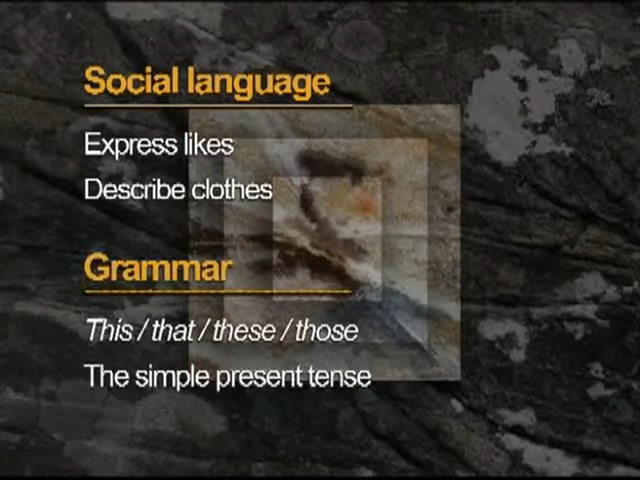 Social language
Express likes
Describe clothes
Grammar
This / that / these / those
The simple present tense